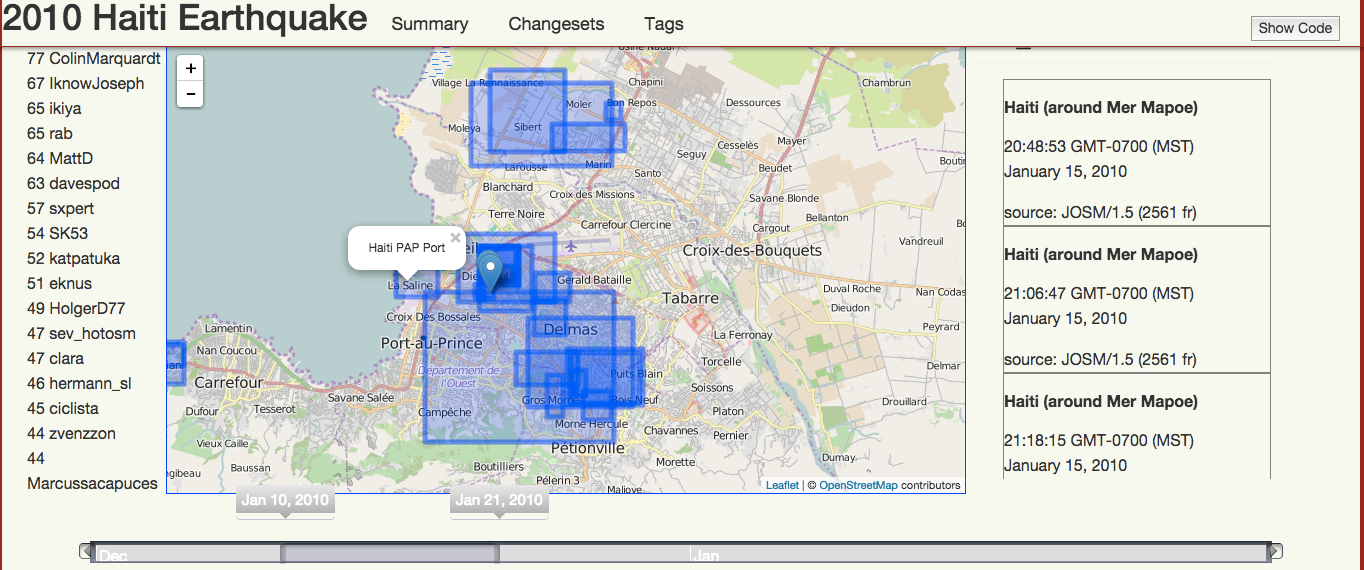 2010 Haiti Earthquake
Summary
Changesets
Tags
Show Code
77 ColinMarquardt
67 IknowJoseph
65 ikiya
65 rab
64 MattD
63 davespod
57 sxpert
54 SK53
52 katpatuka
51 eknus
49 HolgerD77
47 sev_hotosm
47 clara
46 hermann_sl
45 ciclista
44 zvenzzon
44
Marcussacapuces
+
−
Village La Rennaissance
Chapini
Chambrun
Moler
Bon Repos
Dessources
Moleya
Sibert
Cesselès
Mayer
Seguy
Larousse
Marin
Beudet
Santo
Blanchard
Croix des Missions
Savane Blonde
Terre Noire
Bellanton
Carrefour Clercine
Cargout
Vandreuil
Haiti PAP Port
×
Croix-des-Bouquets
La Saline
Gérald Bataille
Duval Roche
Nan Codas
Tabarre
Dieudon
Croix Des Bossales
Peyrard
Lamentin
Delmas
La Ferronay
Port-au-Prince
Nan Coucou
Torcelle
Delmar
Département de
l'Ouest
Puits Blain
Carrefour
Soissons
Savane Salée
Gros Morne
Bois Neuf
Drouillard
Dufour
Tesserot
Campêche
Platon
Morne Hercule
Chavannes
Pernier
Vieux Caille
Pétionville
Dumay
Baussan
Boutilliers
Morette
Pélerin 3
Leaflet | © OpenStreetMap contributors
Haiti (around Mer Mapoe)
20:48:53 GMT-0700 (MST)
January 15, 2010
source: JOSM/1.5 (2561 fr)
Haiti (around Mer Mapoe)
21:06:47 GMT-0700 (MST)
January 15, 2010
source: JOSM/1.5 (2561 fr)
Haiti (around Mer Mapoe)
21:18:15 GMT-0700 (MST)
January 15, 2010
Jan 10, 2010
Jan 21, 2010
Dec
Jan